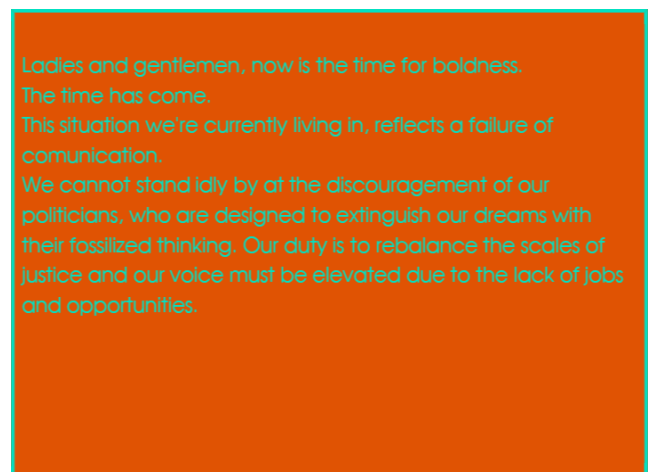 Ladies and gentlemen, now is the time for boldness.
The time has come.
This situation we're currently living in, reflects a failure of
comunication.
We cannot stand idly by at the discouragement of our
politicians, who are designed to extinguish our dreams with
their fossilized thinking. Our duty is to rebalance the scales of
justice and our voice must be elevated due to the lack of jobs
and opportunities.